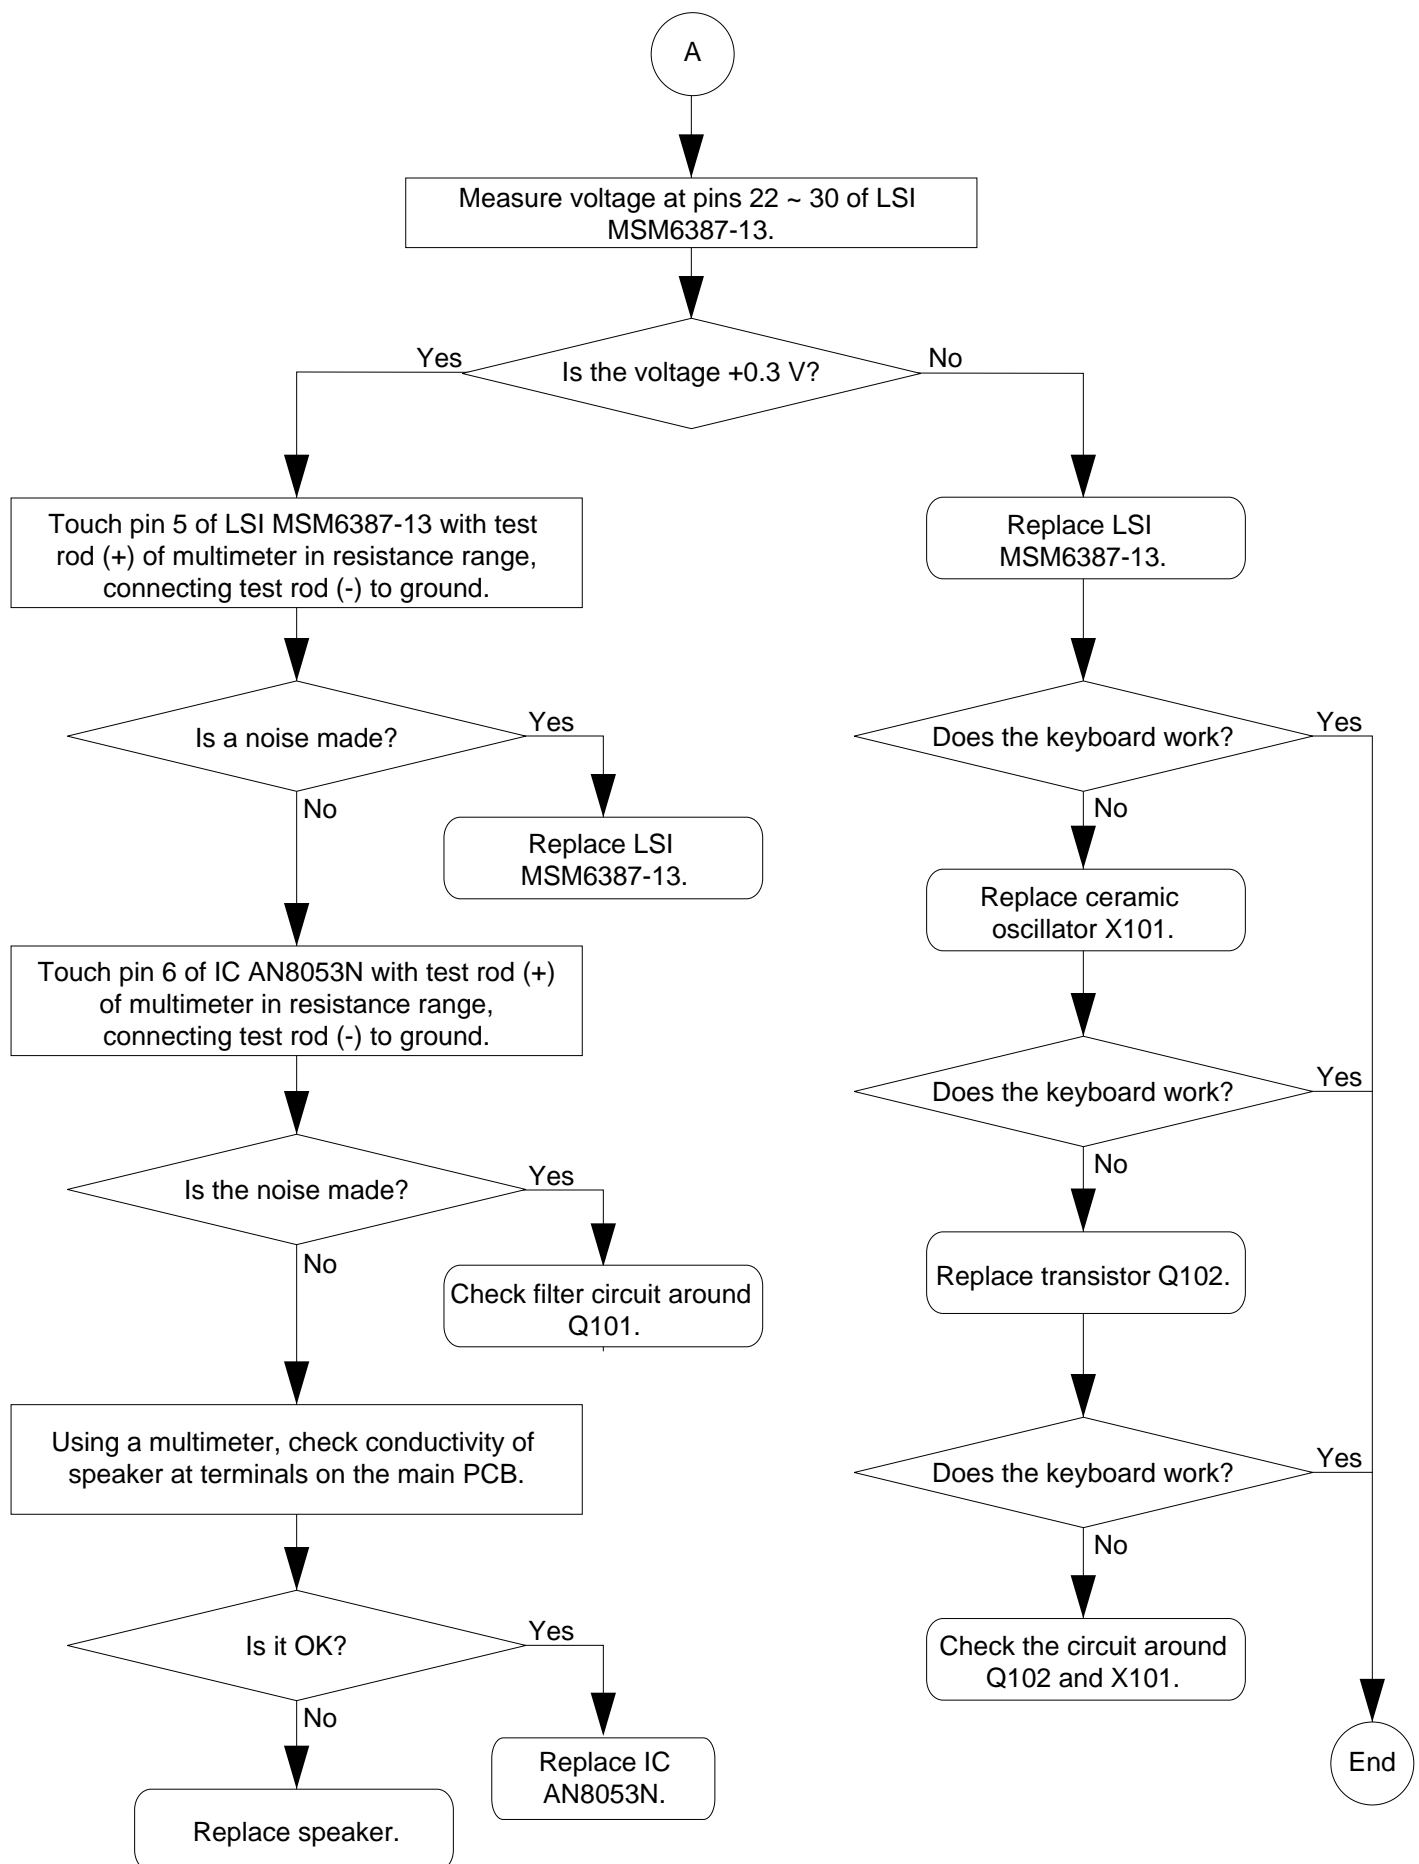 A
Measure voltage at pins 22 ~ 30 of LSI
MSM6387-13.
Is the voltage +0.3 V?
Yes
No
Touch pin 5 of LSI MSM6387-13 with test
rod (+) of multimeter in resistance range,
connecting test rod (-) to ground.
Is a noise made?
Yes
Replace LSI
MSM6387-13.
No
Touch pin 6 of IC AN8053N with test rod (+)
of multimeter in resistance range,
connecting test rod (-) to ground.
Is the noise made?
Yes
Check filter circuit around
Q101.
No
Using a multimeter, check conductivity of
speaker at terminals on the main PCB.
Is it OK?
Yes
Replace IC
AN8053N.
No
Replace speaker.
Replace LSI
MSM6387-13.
Does the keyboard work?
Yes
No
Replace ceramic
oscillator X101.
Does the keyboard work?
Yes
No
Replace transistor Q102.
Does the keyboard work?
Yes
No
Check the circuit around
Q102 and X101.
End